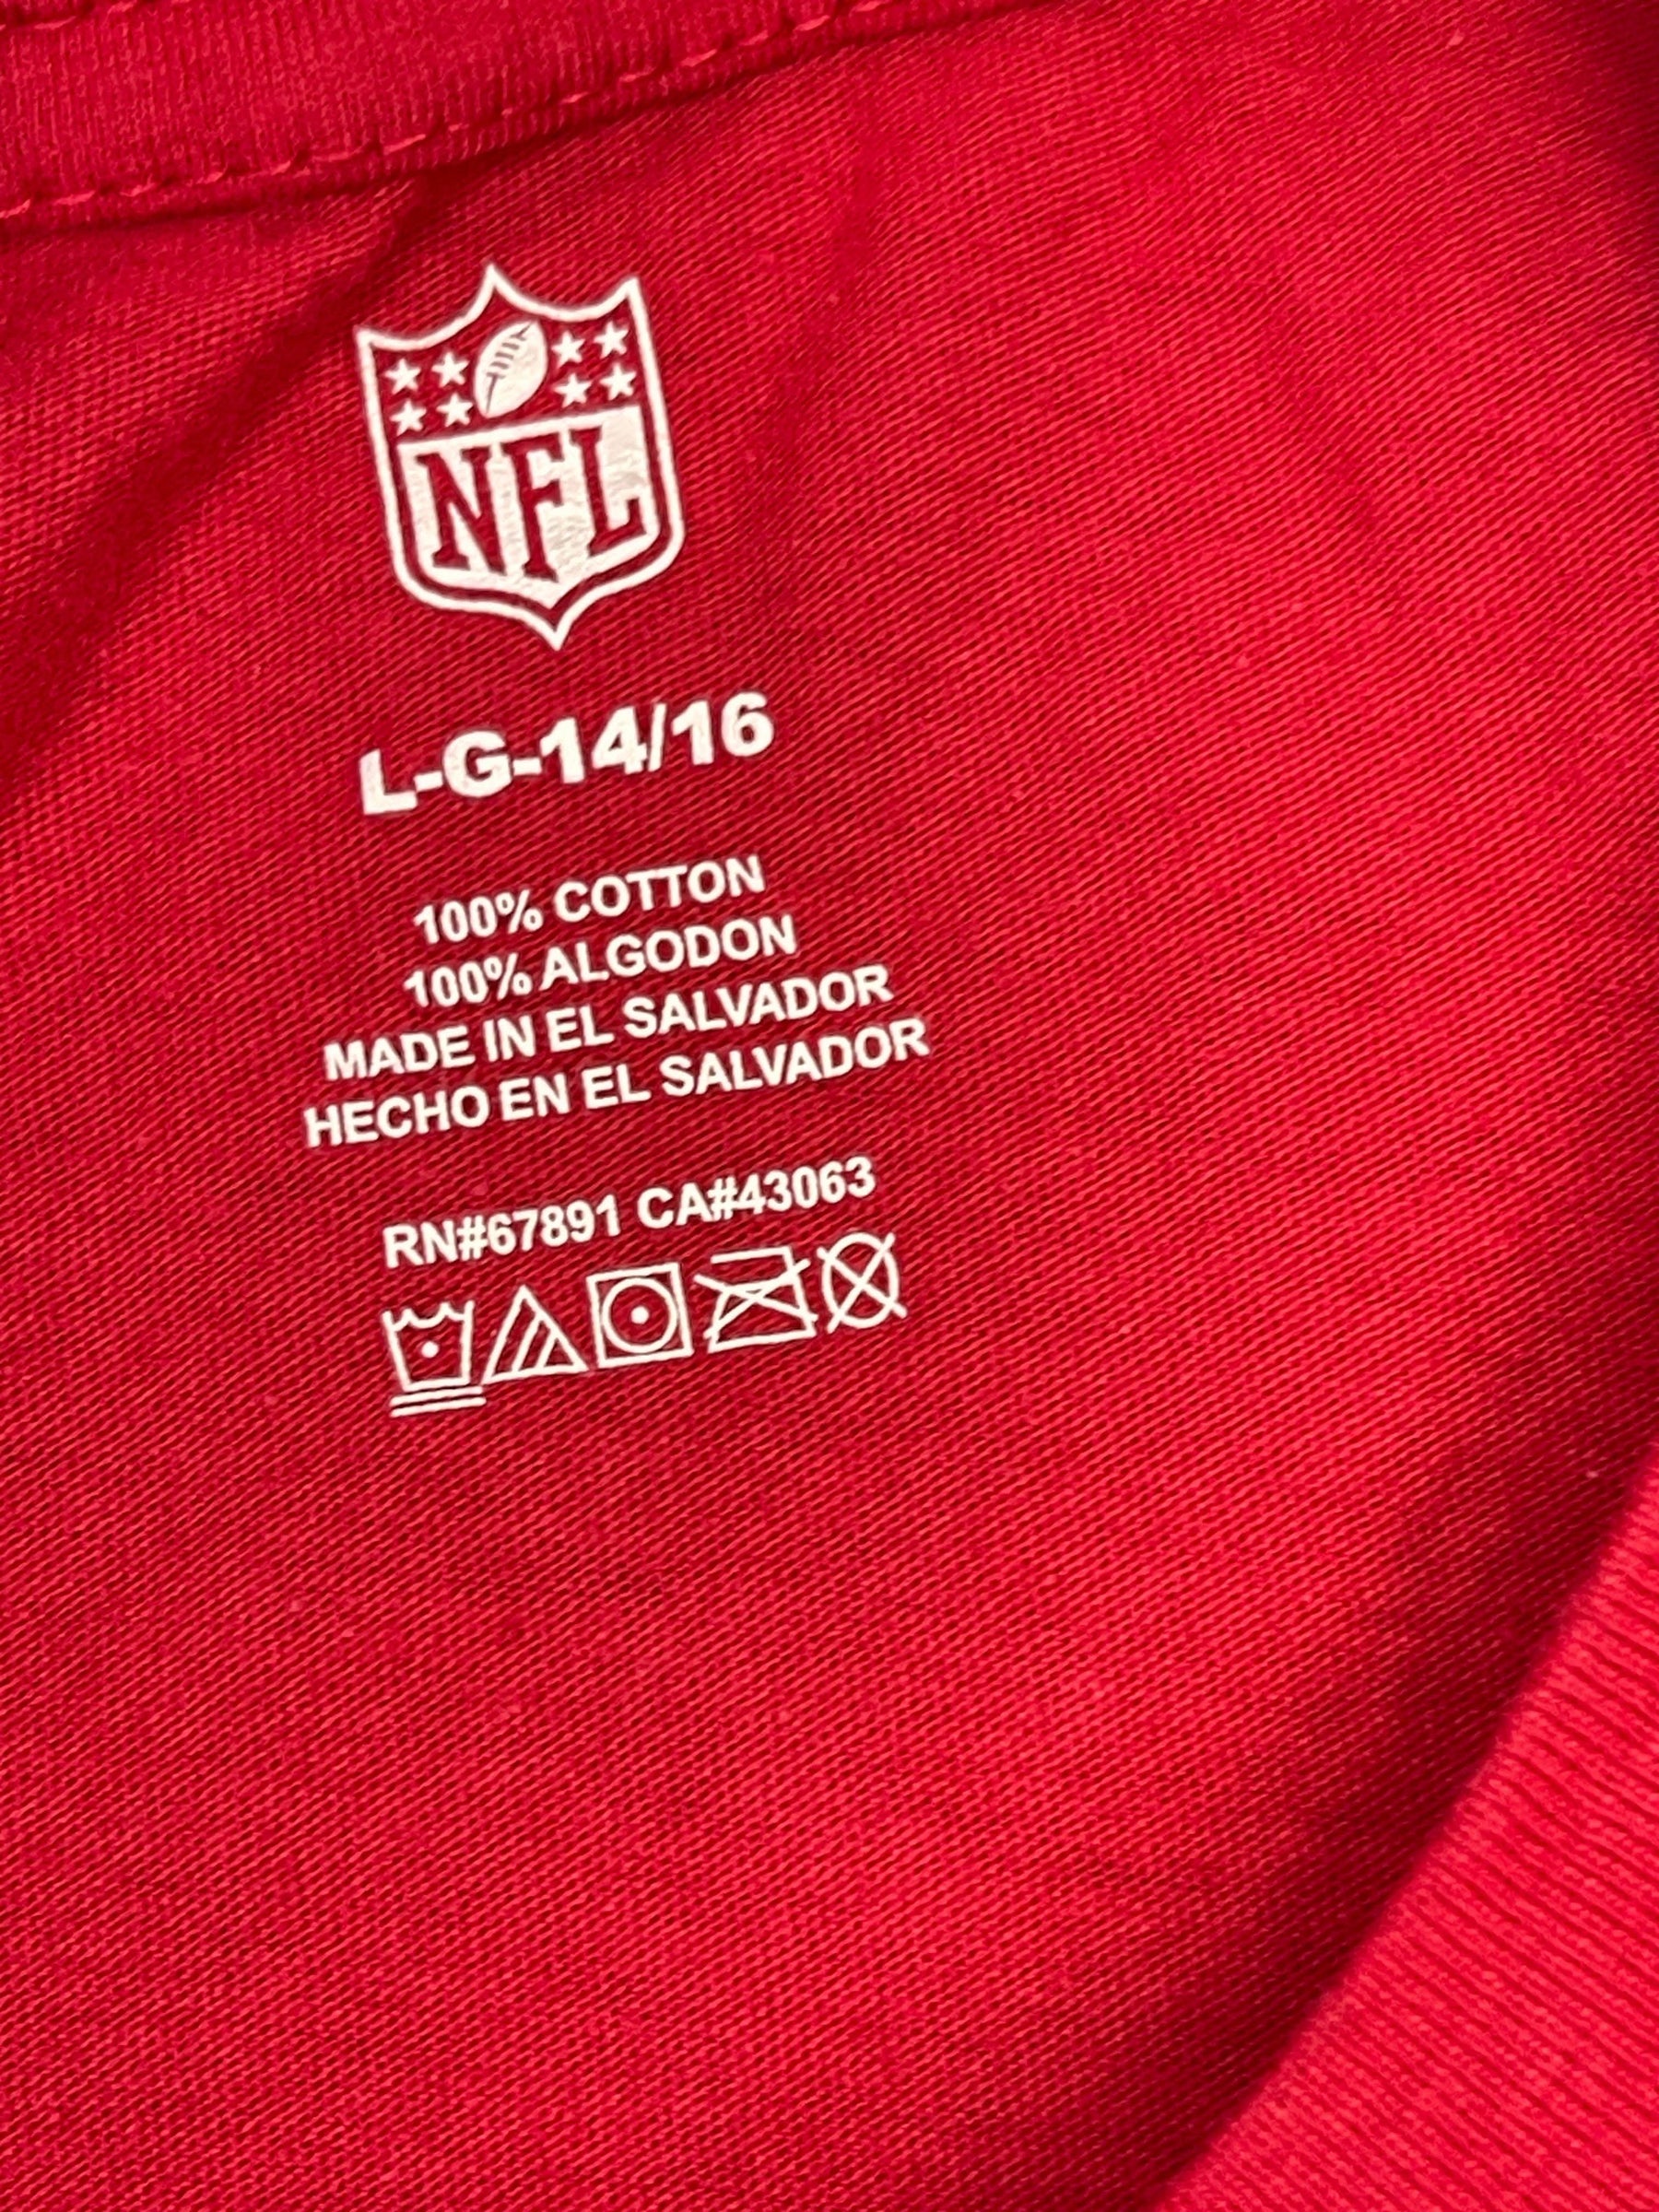 NFL
L-G-14/16
100% COTTON
100% ALGODON
MADE IN EL SALVADOR
HECHO EN EL SALVADOR
RN#67891 CA#43063